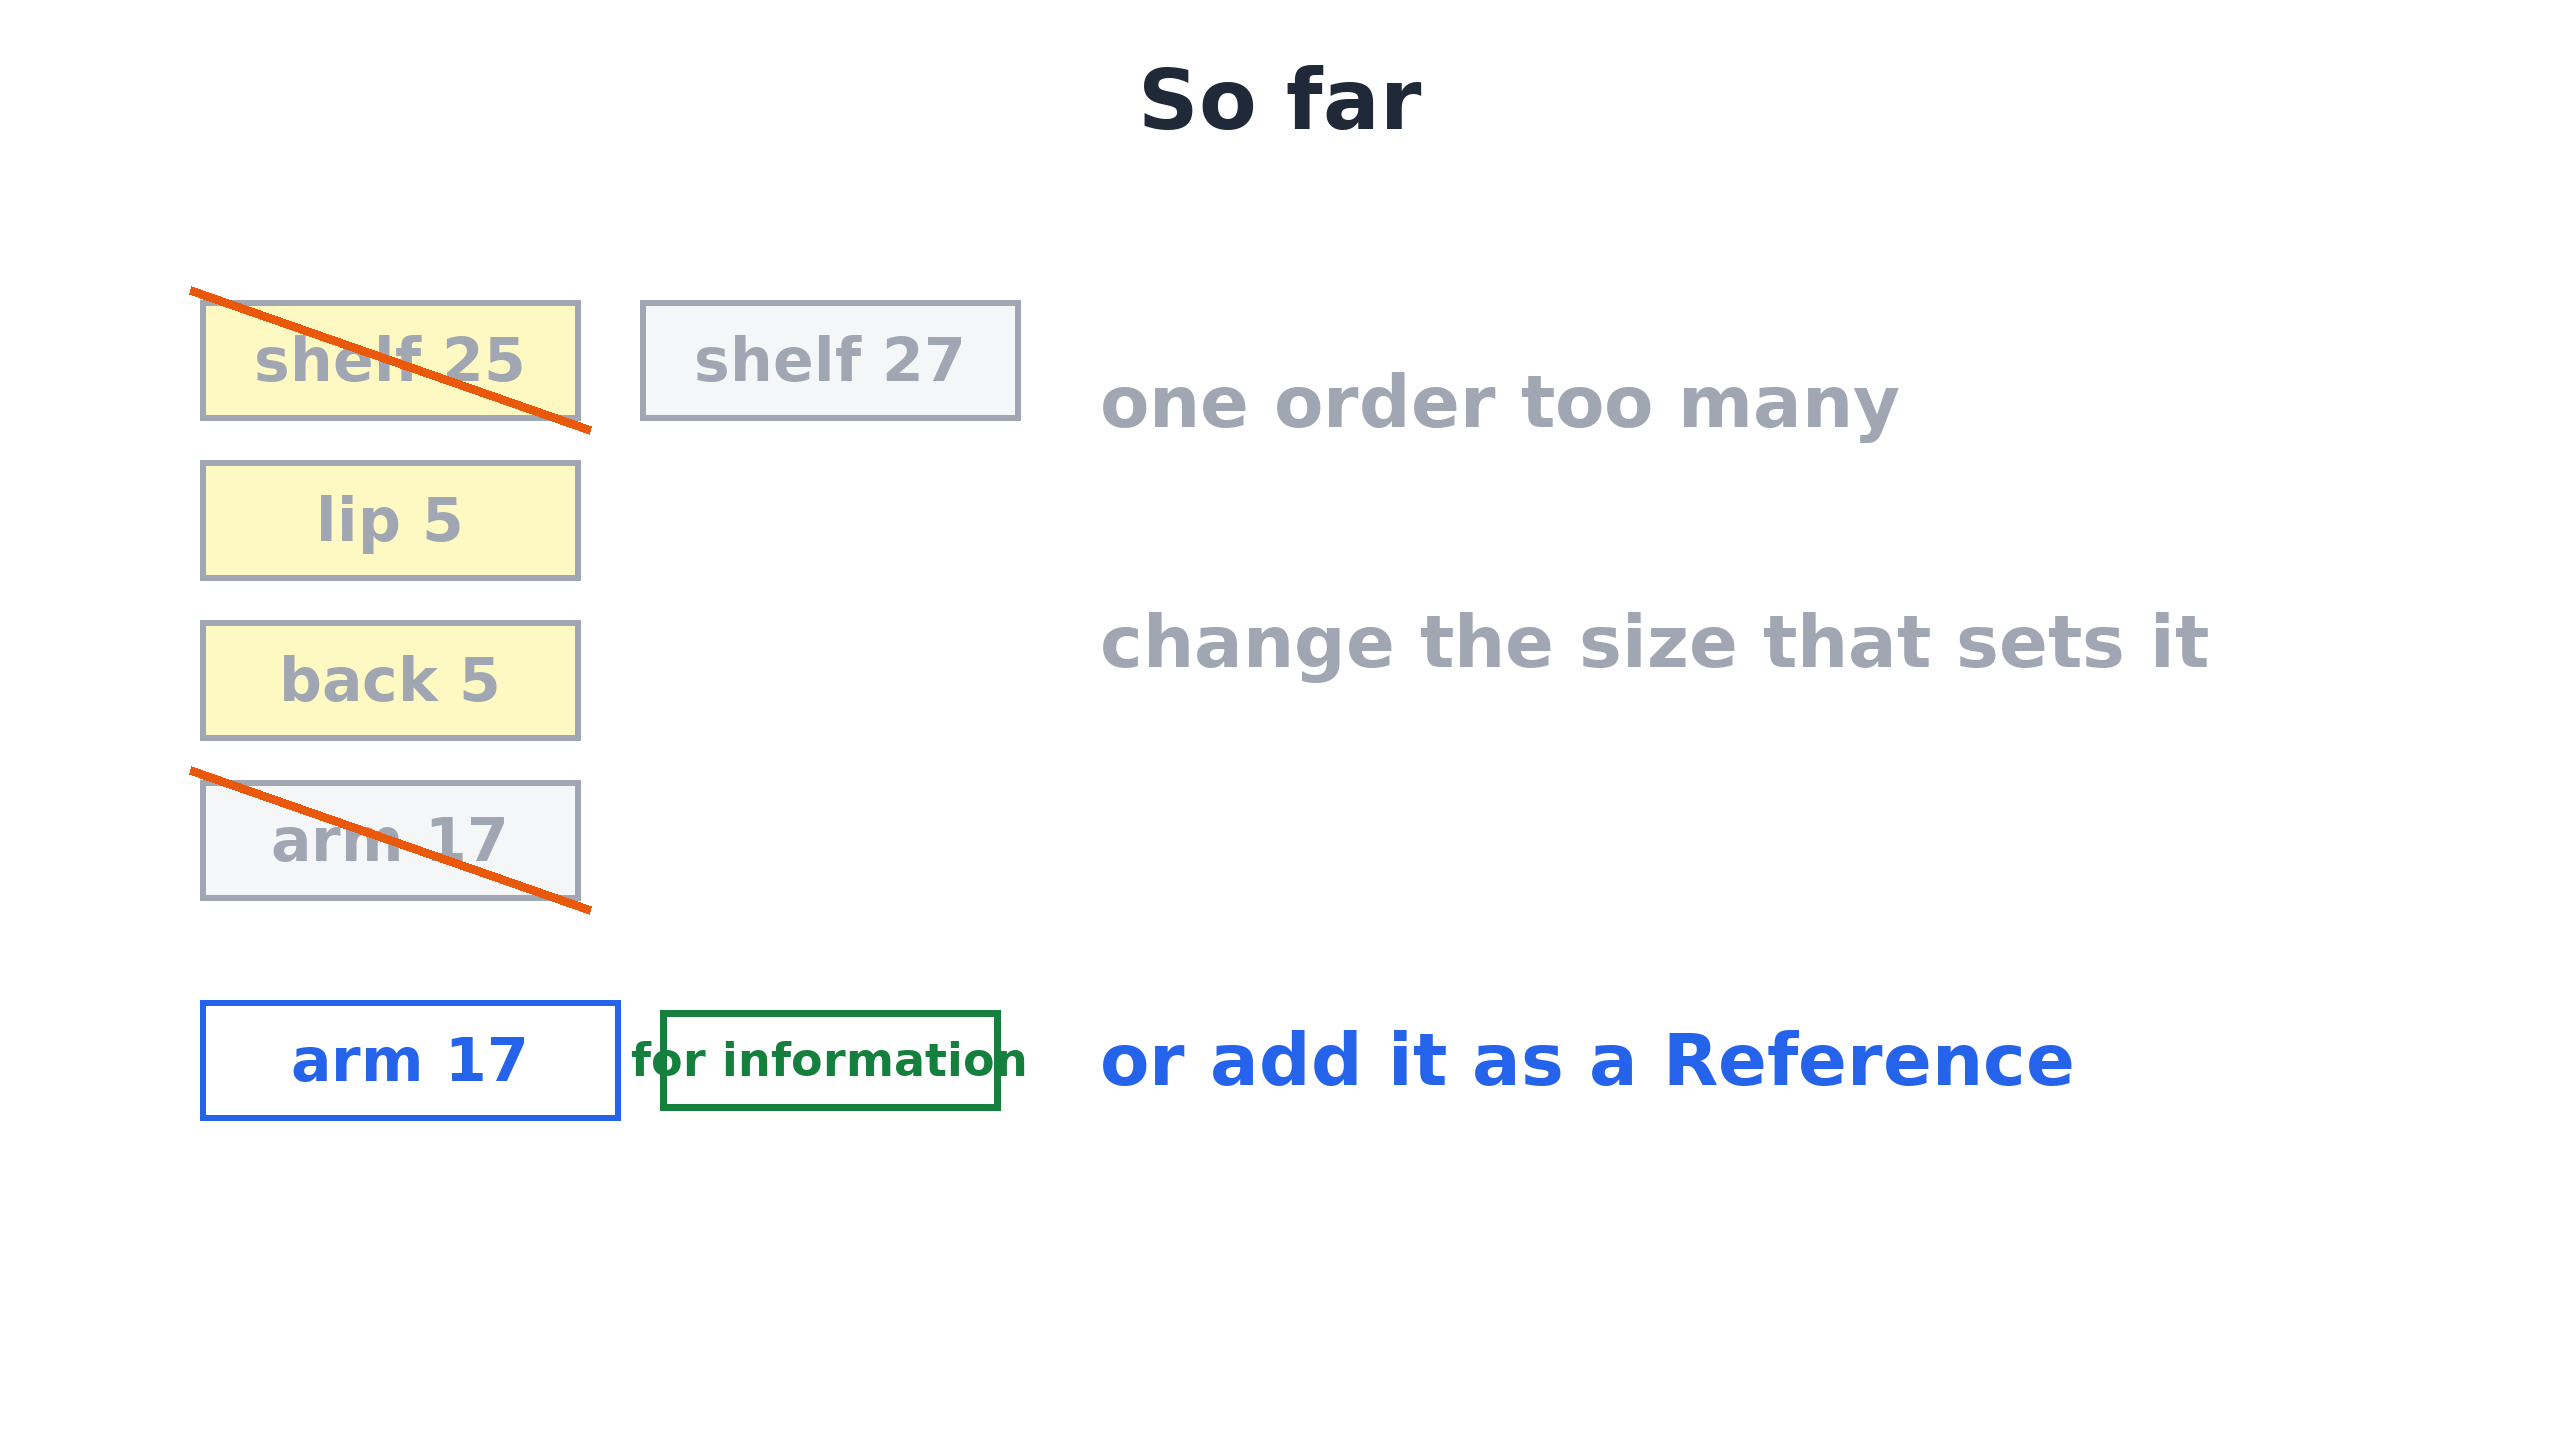 So far
shelf 25
shelf 27
one order too many
lip 5
change the size that sets it
back 5
arm 17
arm 17
for information
or add it as a Reference